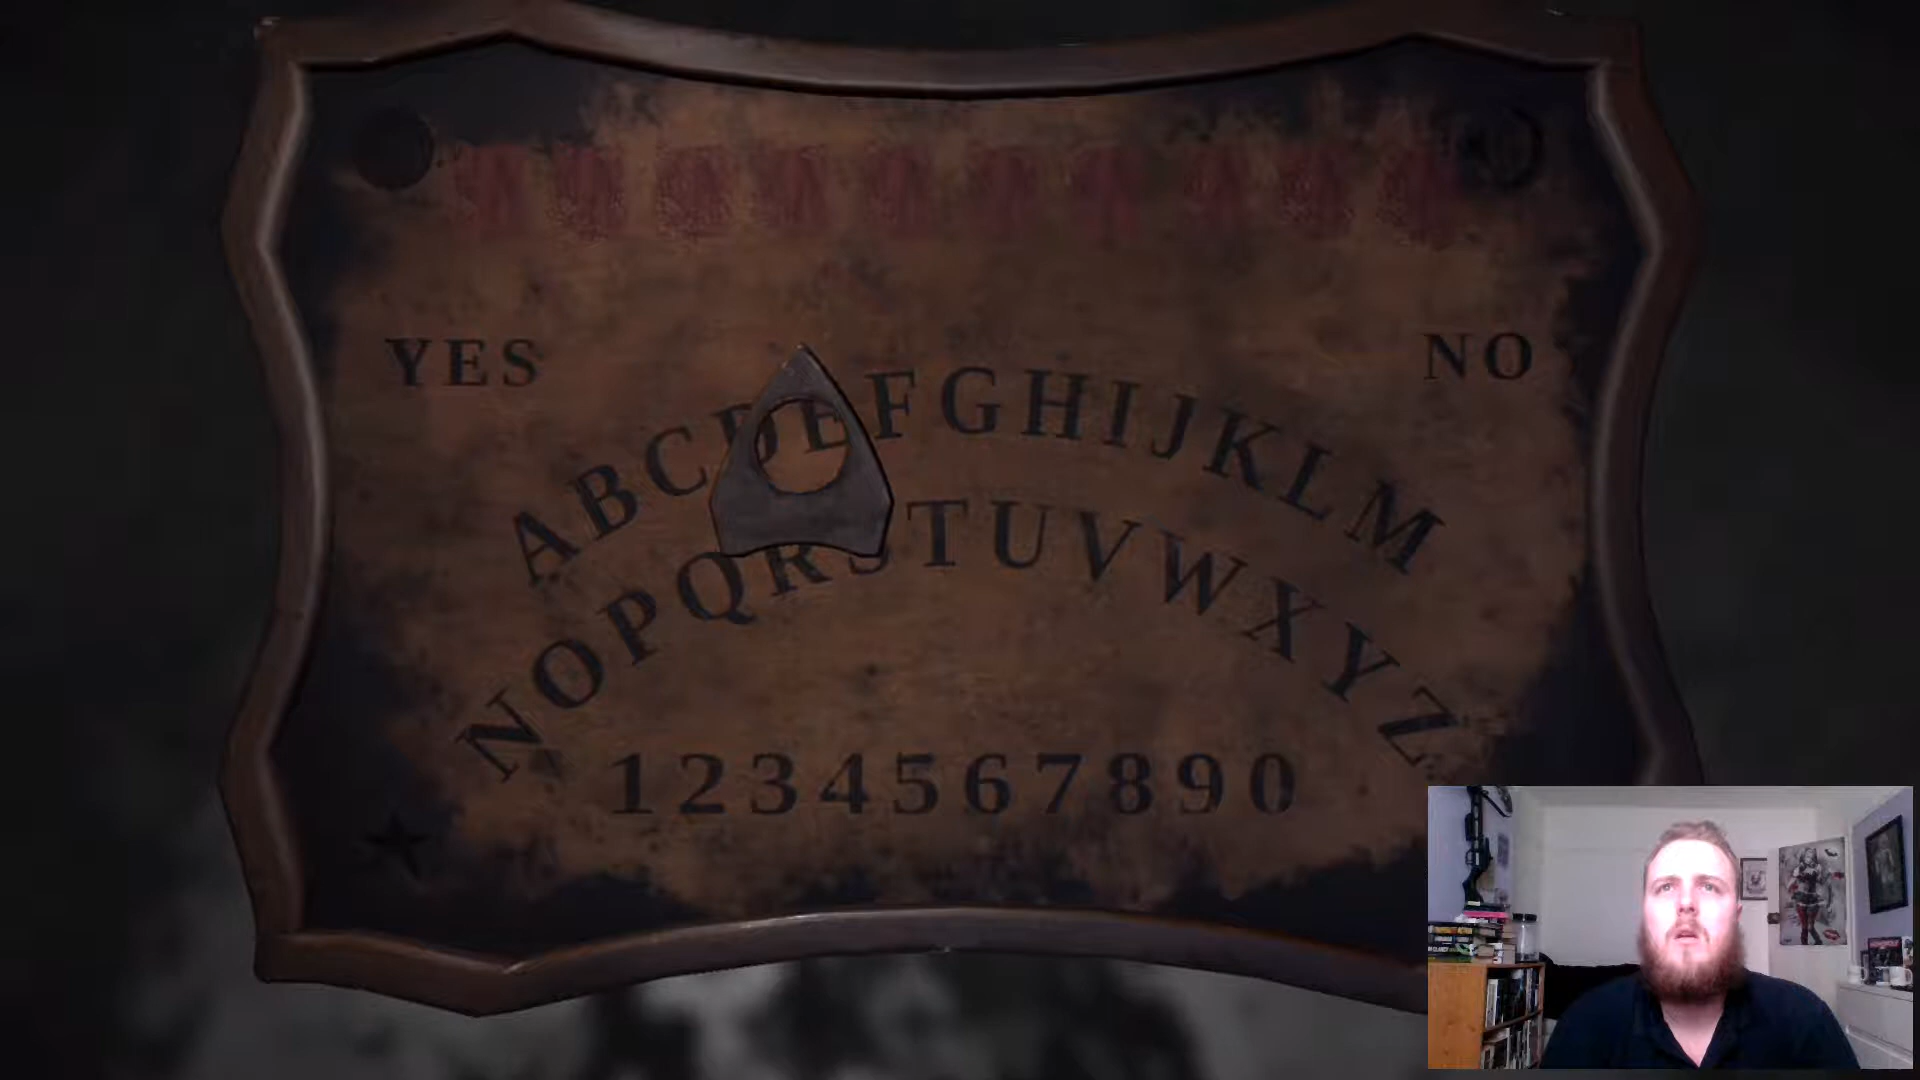 YES
NO
ABCDEFGHIJKLM
NOPQRSTUVWXYZ
1234567890